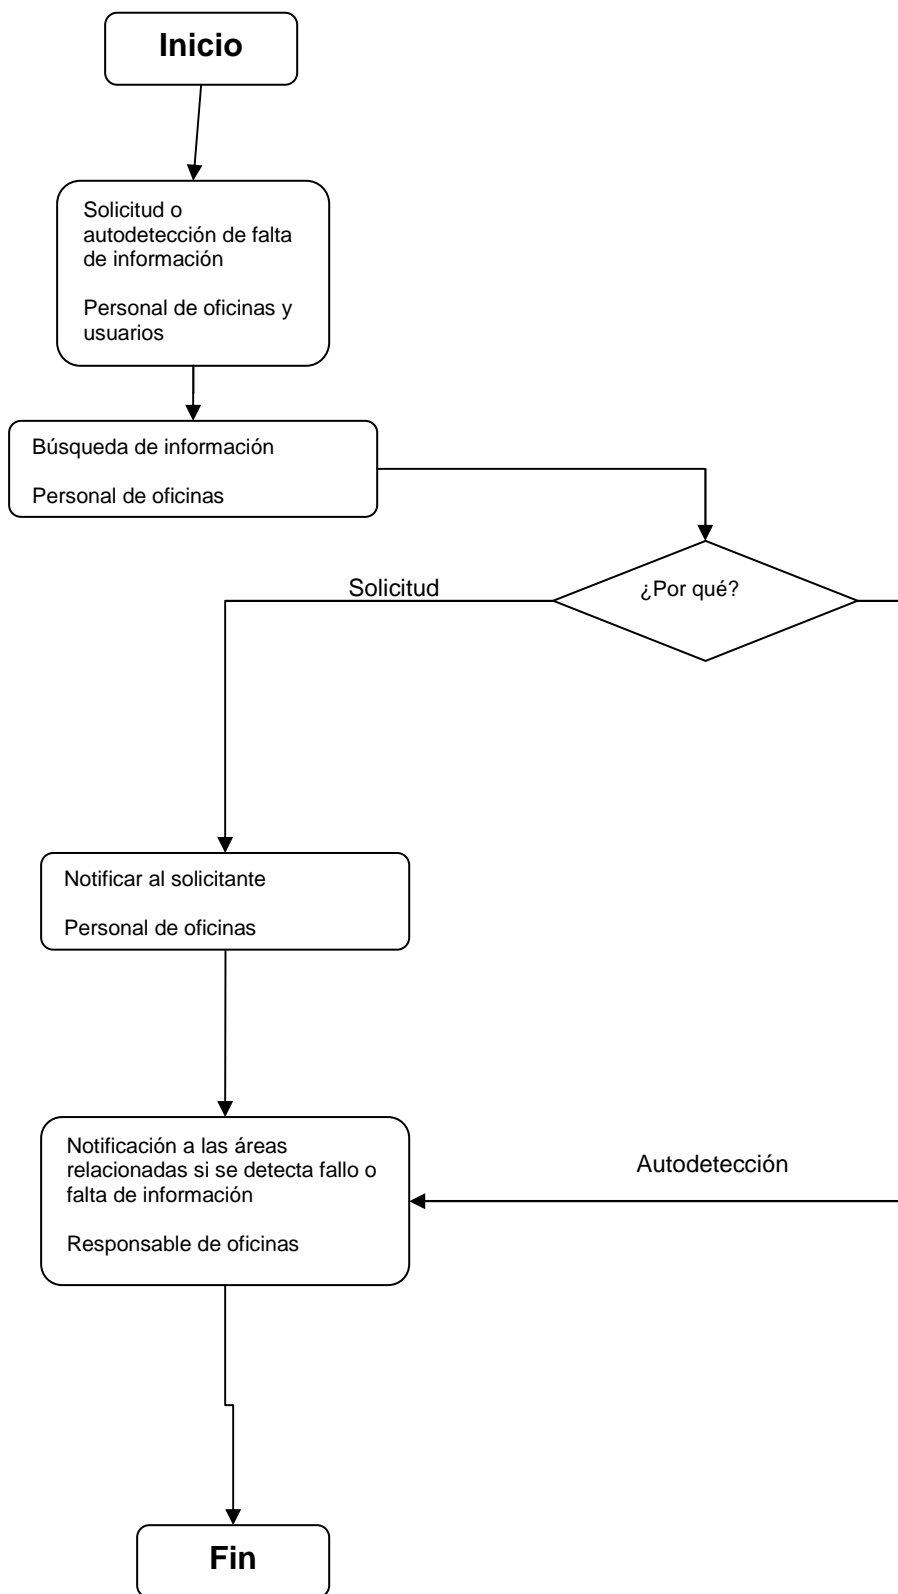 Inicio
Solicitud o
autodetección de falta
de información
Personal de oficinas y
usuarios
Búsqueda de información
Personal de oficinas
¿Por qué?
Solicitud
Notificar al solicitante
Personal de oficinas
Notificación a las áreas
relacionadas si se detecta fallo o
falta de información
Responsable de oficinas
Autodetección
Fin